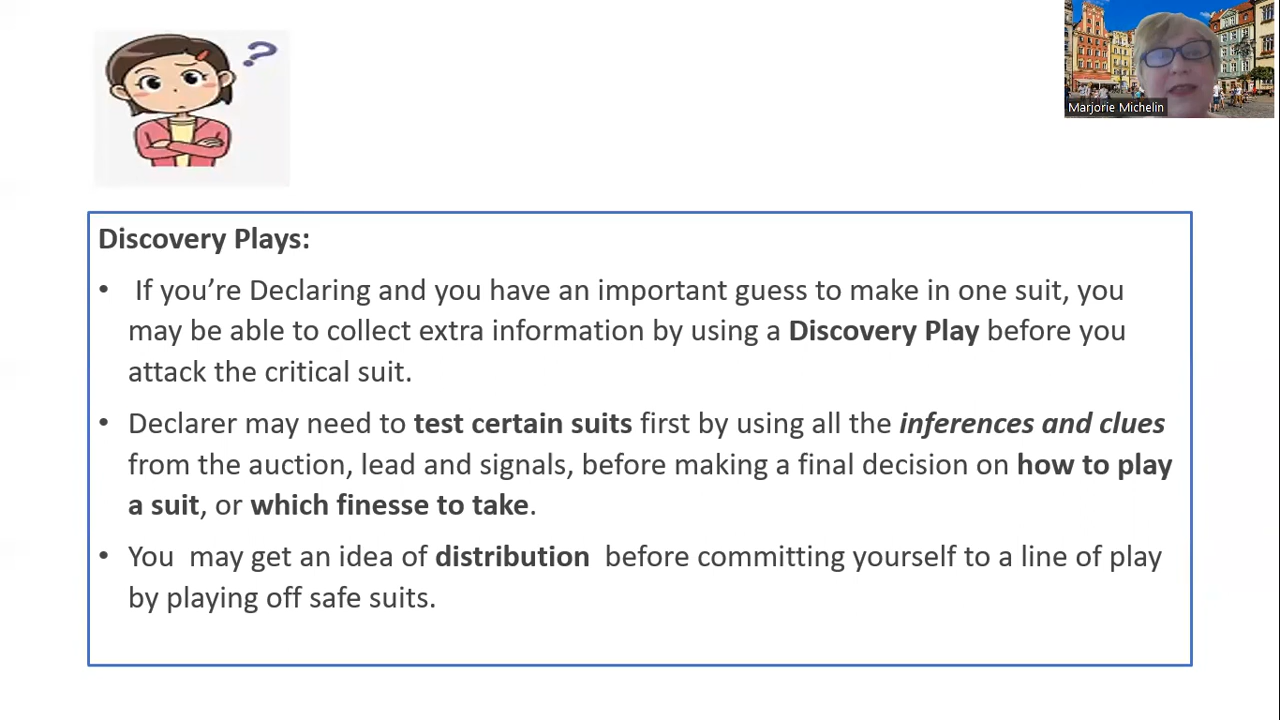 ?
Marjorie Michelin
Discovery Plays:
• If you’re Declaring and you have an important guess to make in one suit, you
may be able to collect extra information by using a Discovery Play before you
attack the critical suit.
• Declarer may need to test certain suits first by using all the inferences and clues
from the auction, lead and signals, before making a final decision on how to play
a suit, or which finesse to take.
• You may get an idea of distribution before committing yourself to a line of play
by playing off safe suits.